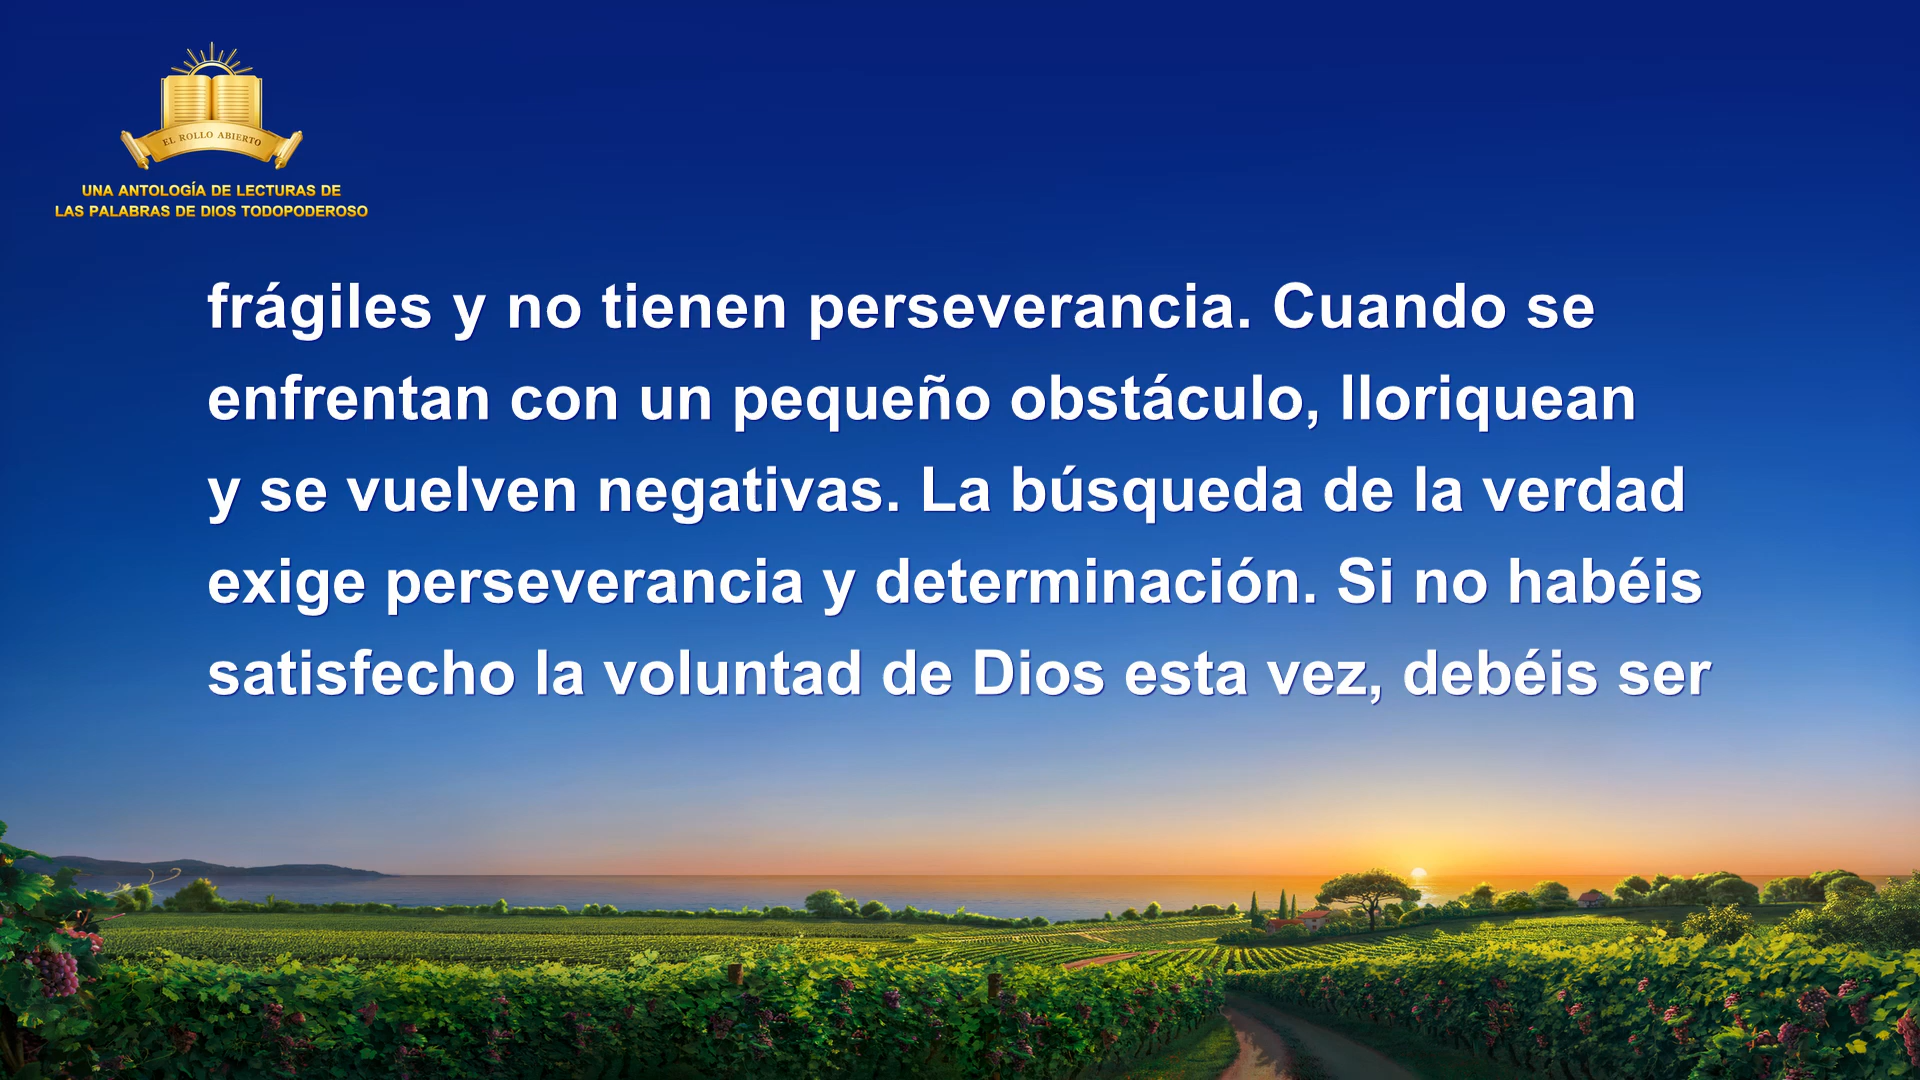 EL ROLLO ABIERTO
UNA ANTOLOGÍA DE LECTURAS DE
LAS PALABRAS DE DIOS TODOPODEROSO
frágiles y no tienen perseverancia. Cuando se
enfrentan con un pequeño obstáculo, lloriquean
y se vuelven negativas. La búsqueda de la verdad
exige perseverancia y determinación. Si no habéis
satisfecho la voluntad de Dios esta vez, debéis ser